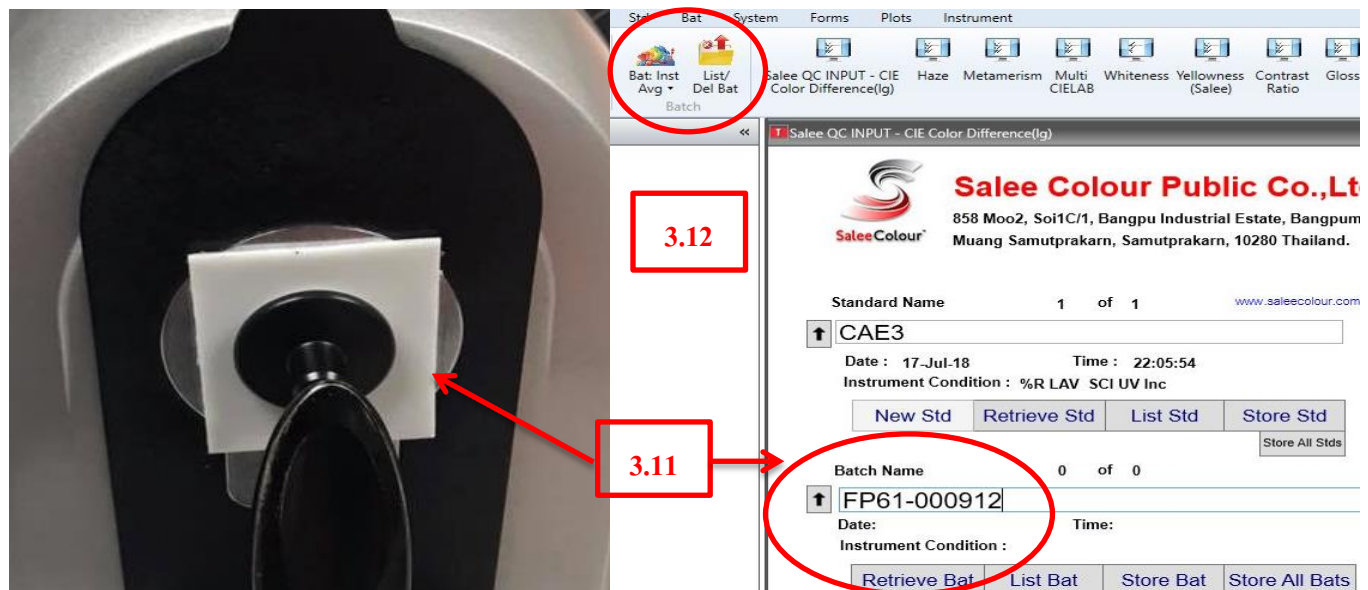 Std Bat System Forms Plots Instrument
Bat: Inst Avg
List/ Del Bat
Salee QC INPUT - CIE Color Difference(lg)
Haze
Metamerism
Multi CIELAB
Whiteness
Yellowness (Salee)
Contrast Ratio
Gloss
Batch
«
Salee QC INPUT - CIE Color Difference(lg)
Salee Colour Public Co.,
858 Moo2, Soi1C/1, Bangpu Industrial Estate,
SaleeColour
Muang Samutprakarn, Samutprakarn, 10280 Thailand.
3.12
Standard Name 1 of 1 www.saleecolour.com
CAE3
Date : 17-Jul-18 Time : 22:05:54
Instrument Condition : %R LAV SCI UV Inc
New Std Retrieve Std List Std Store Std
Store All Stds
3.11
Batch Name 0 of 0
FP61-000912
Date: Time:
Instrument Condition :
Retrieve Bat List Bat Store Bat Store All Bats